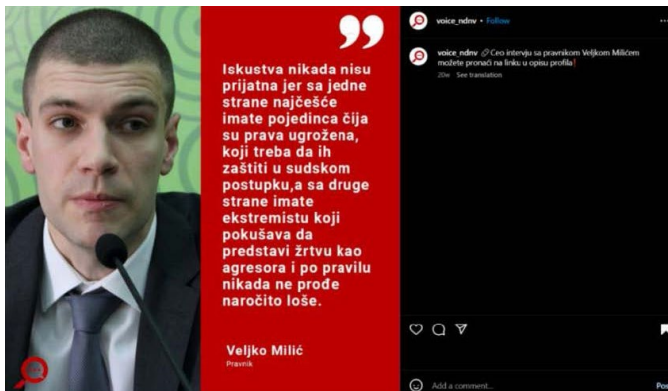 Iskustva nikada nisu
prijatna jer sa jedne
strane najčešće
imate pojedinca čija
su prava ugrožena,
koji treba da ih
zaštiti u sudskom
postupku,a sa druge
strane imate
ekstremistu koji
pokušava da
predstavi žrtvu kao
agresora i po pravilu
nikada ne prođe
naročito loše.
Veljko Milić
Pravnik
voice_ndnv • Follow
voice_ndnv 🔗Ceo intervju sa pravnikom Veljkom Milićem
možete pronaći na linku u opisu profila❗
20w See translation
Add a comment...